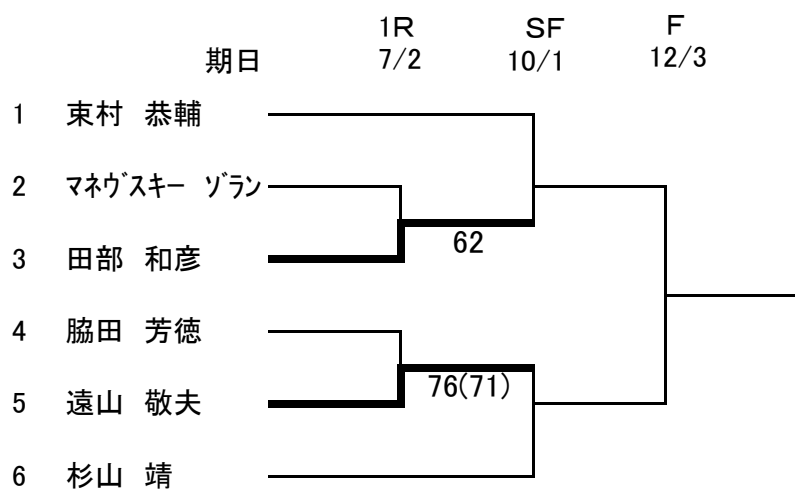 1R SF F
期日 7/2 10/1 12/3
1 束村 恭輔
2 マネヴスキー ゾラン
62
3 田部 和彦
4 脇田 芳徳
76(71)
5 遠山 敬夫
6 杉山 靖